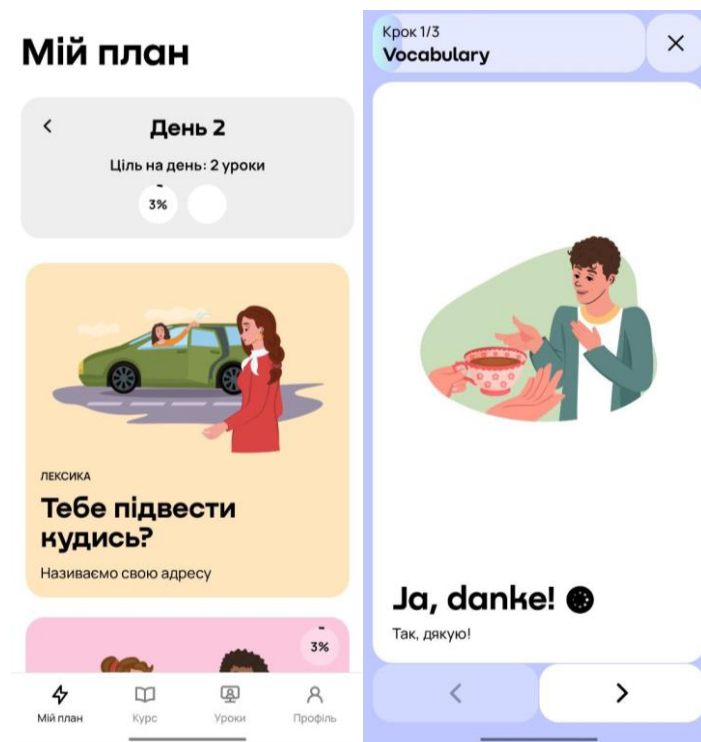 Мій план
День 2
Ціль на день: 2 уроки
3%
ЛЕКСИКА
Тебе підвести
кудись?
Називаємо свою адресу
3%
Мій план
Курс
Уроки
Профіль
Крок 1/3
Vocabulary
Ja, danke!
Так, дякую!